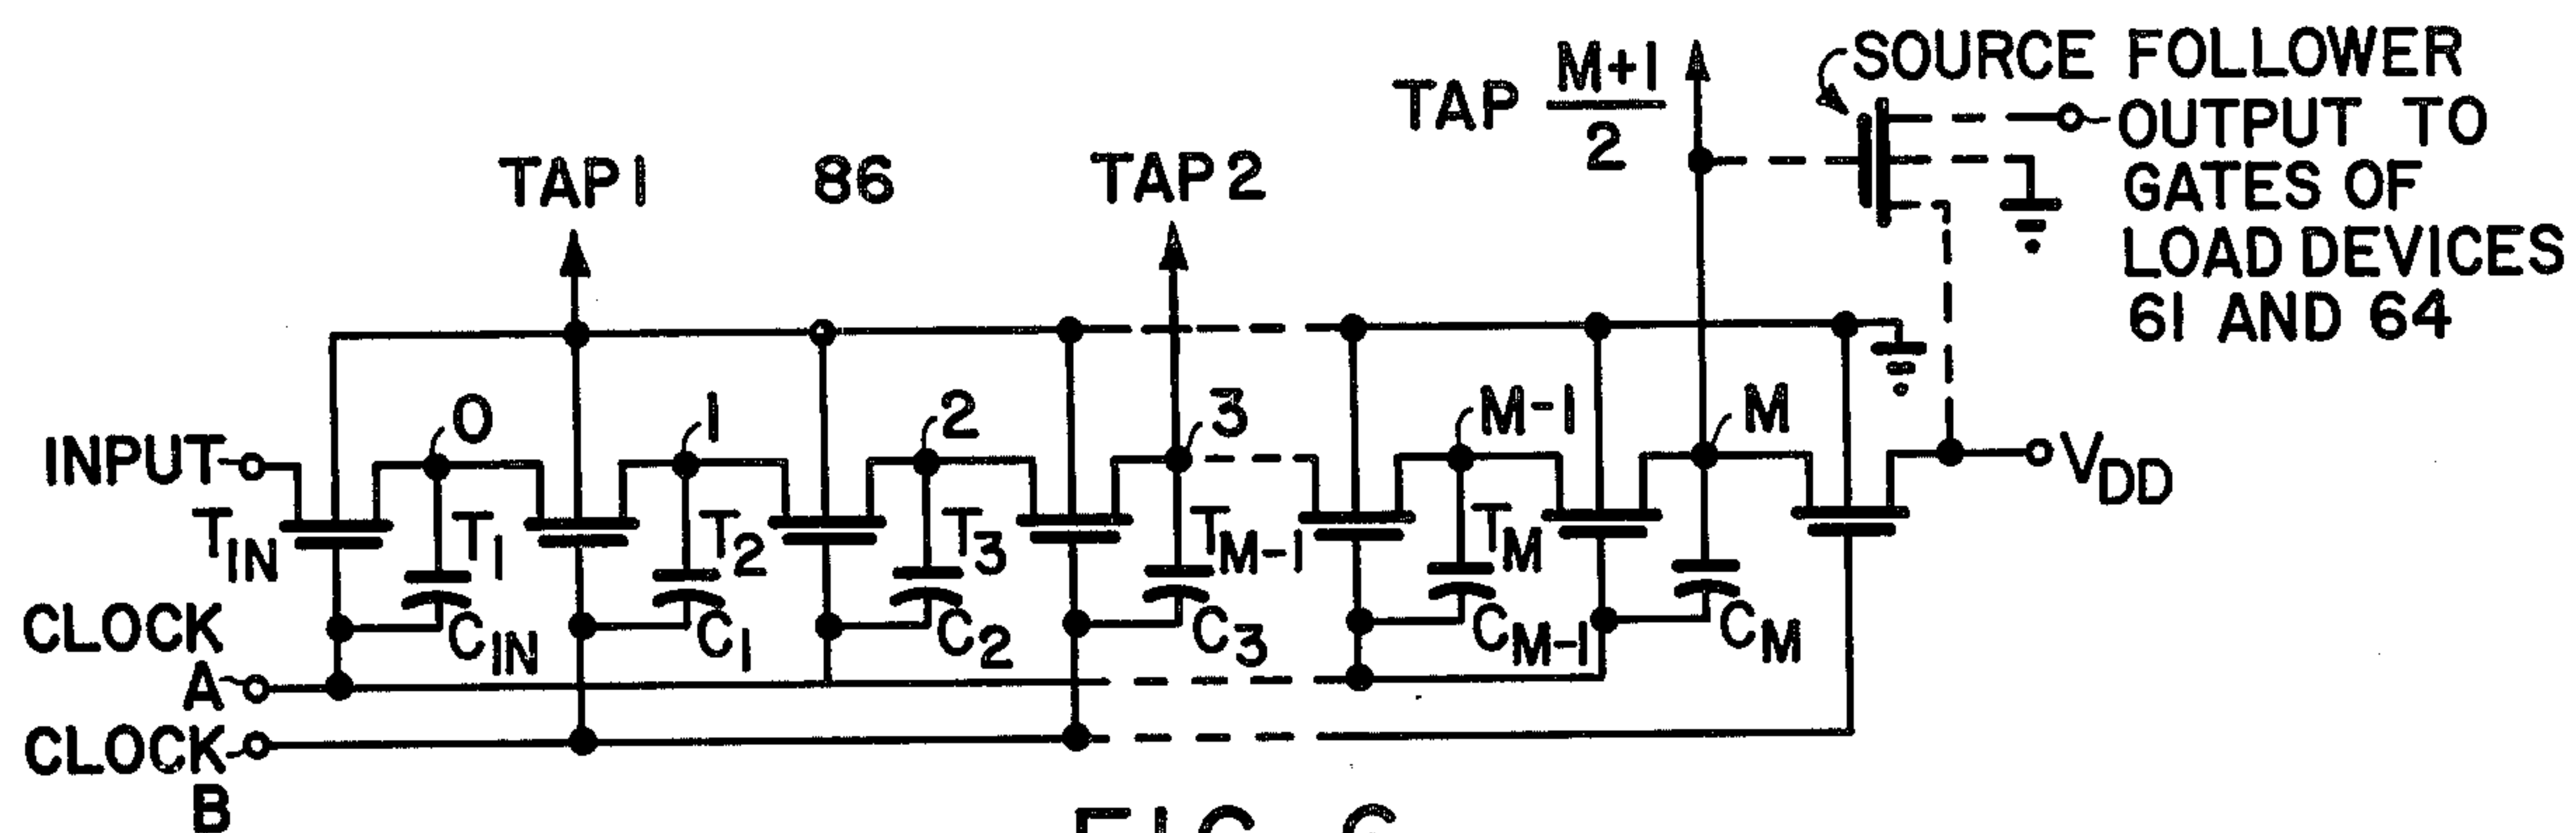 SOURCE FOLLOWER
OUTPUT TO
GATES OF
LOAD DEVICES
61 AND 64
TAP M+1
2
TAP 1
86
TAP 2
INPUT
0
1
2
3
M-1
M
VDD
TIN
T1
T2
T3
TM-1
TM
CIN
C1
C2
C3
CM-1
CM
CLOCK
A
CLOCK
B